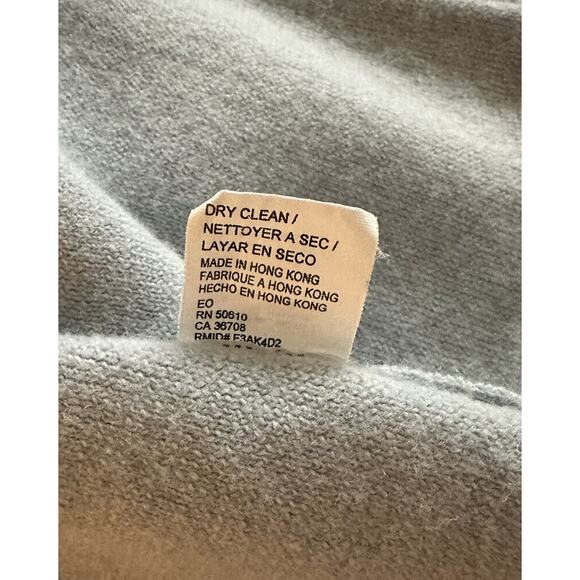 DRY CLEAN /
NETTOYER A SEC /
LAYAR EN SECO
MADE IN HONG KONG
FABRIQUE A HONG KONG
HECHO EN HONG KONG
EO
RN 50610
CA 36708
RMID# F3AK4D2